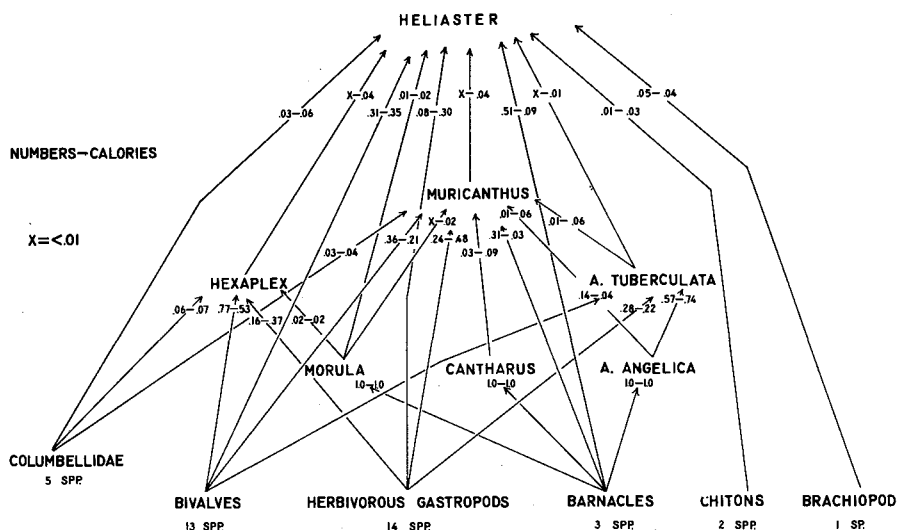 HELIASTER
.03-.06
X-.04
.31-.35
.01-.02
.08-.30
X-.04
.51-.09
X-.01
.01-.03
.05-.04
NUMBERS-CALORIES
X=<.01
MURICANTHUS
.03-.04
.36-.21
X-.02
.24-.48
.03-.09
.31-.03
.01-.06
.01-.06
HEXAPLEX
A. TUBERCULATA
.06-.07
.77-.53
.16-.37
.02-.02
.14-.04
.28-.22
.57-.74
MORULA
CANTHARUS
A. ANGELICA
1.0-1.0
1.0-1.0
1.0-1.0
COLUMBELLIDAE
5 SPP.
BIVALVES
HERBIVOROUS GASTROPODS
BARNACLES
CHITONS
BRACHIOPOD
13 SPP.
14 SPP.
3 SPP.
2 SPP.
1 SP.